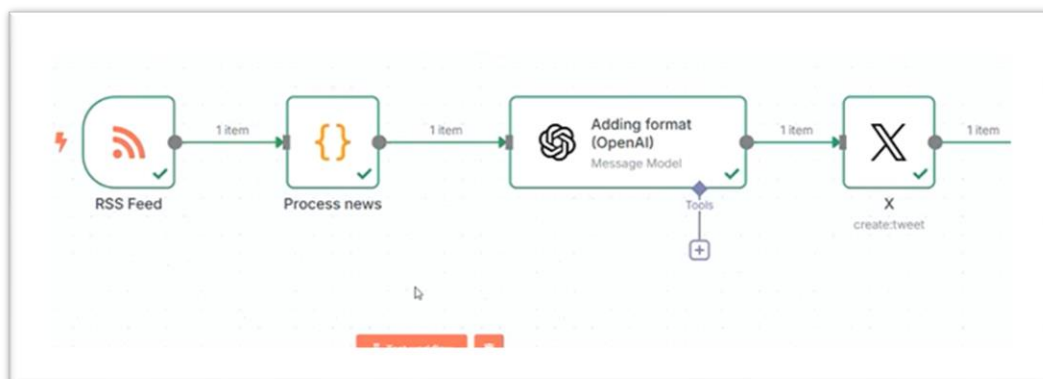 1 item
1 item
1 item
1 item
Adding format
(OpenAI)
Message Model
RSS Feed
Process news
Tools
X
create:tweet